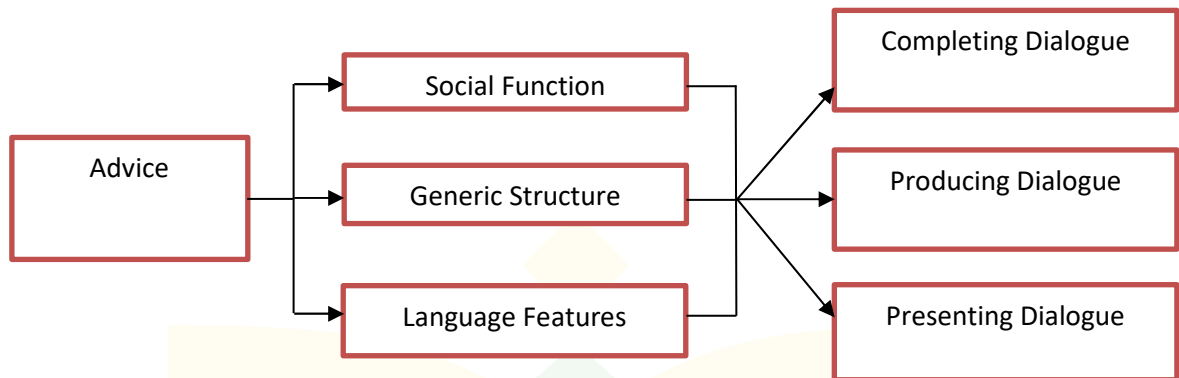 Advice
Social Function
Generic Structure
Language Features
Completing Dialogue
Producing Dialogue
Presenting Dialogue